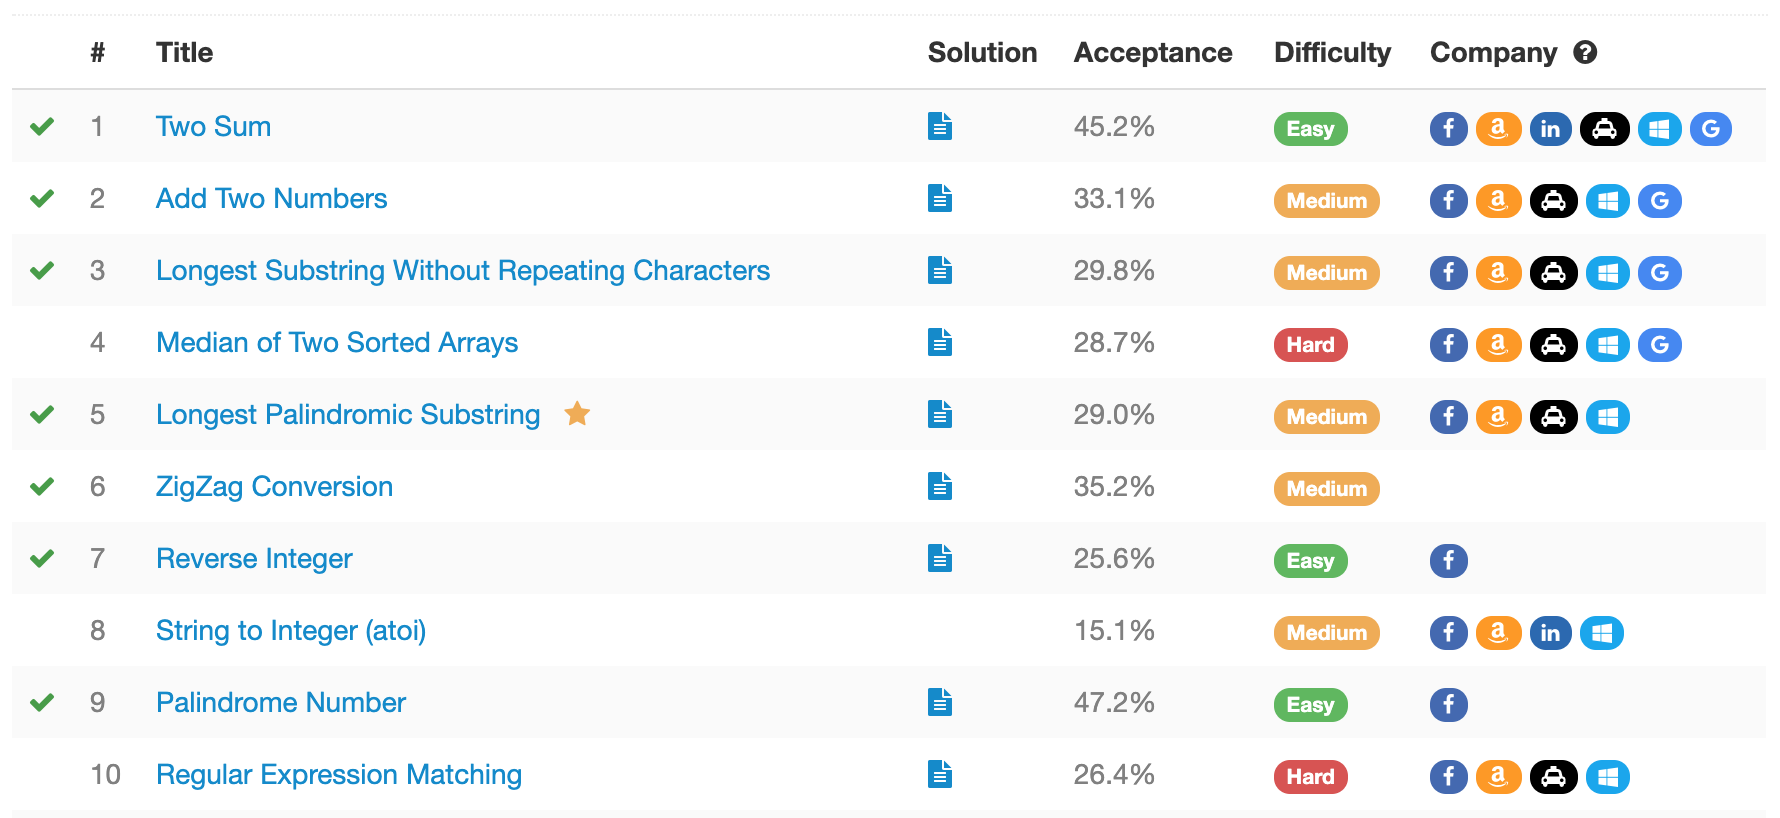 # Title Solution Acceptance Difficulty Company ?
1 Two Sum 45.2% Easy f a in G
2 Add Two Numbers 33.1% Medium f a G
3 Longest Substring Without Repeating Characters 29.8% Medium f a G
4 Median of Two Sorted Arrays 28.7% Hard f a G
5 Longest Palindromic Substring 29.0% Medium f a
6 ZigZag Conversion 35.2% Medium
7 Reverse Integer 25.6% Easy f
8 String to Integer (atoi) 15.1% Medium f a in
9 Palindrome Number 47.2% Easy f
10 Regular Expression Matching 26.4% Hard f a